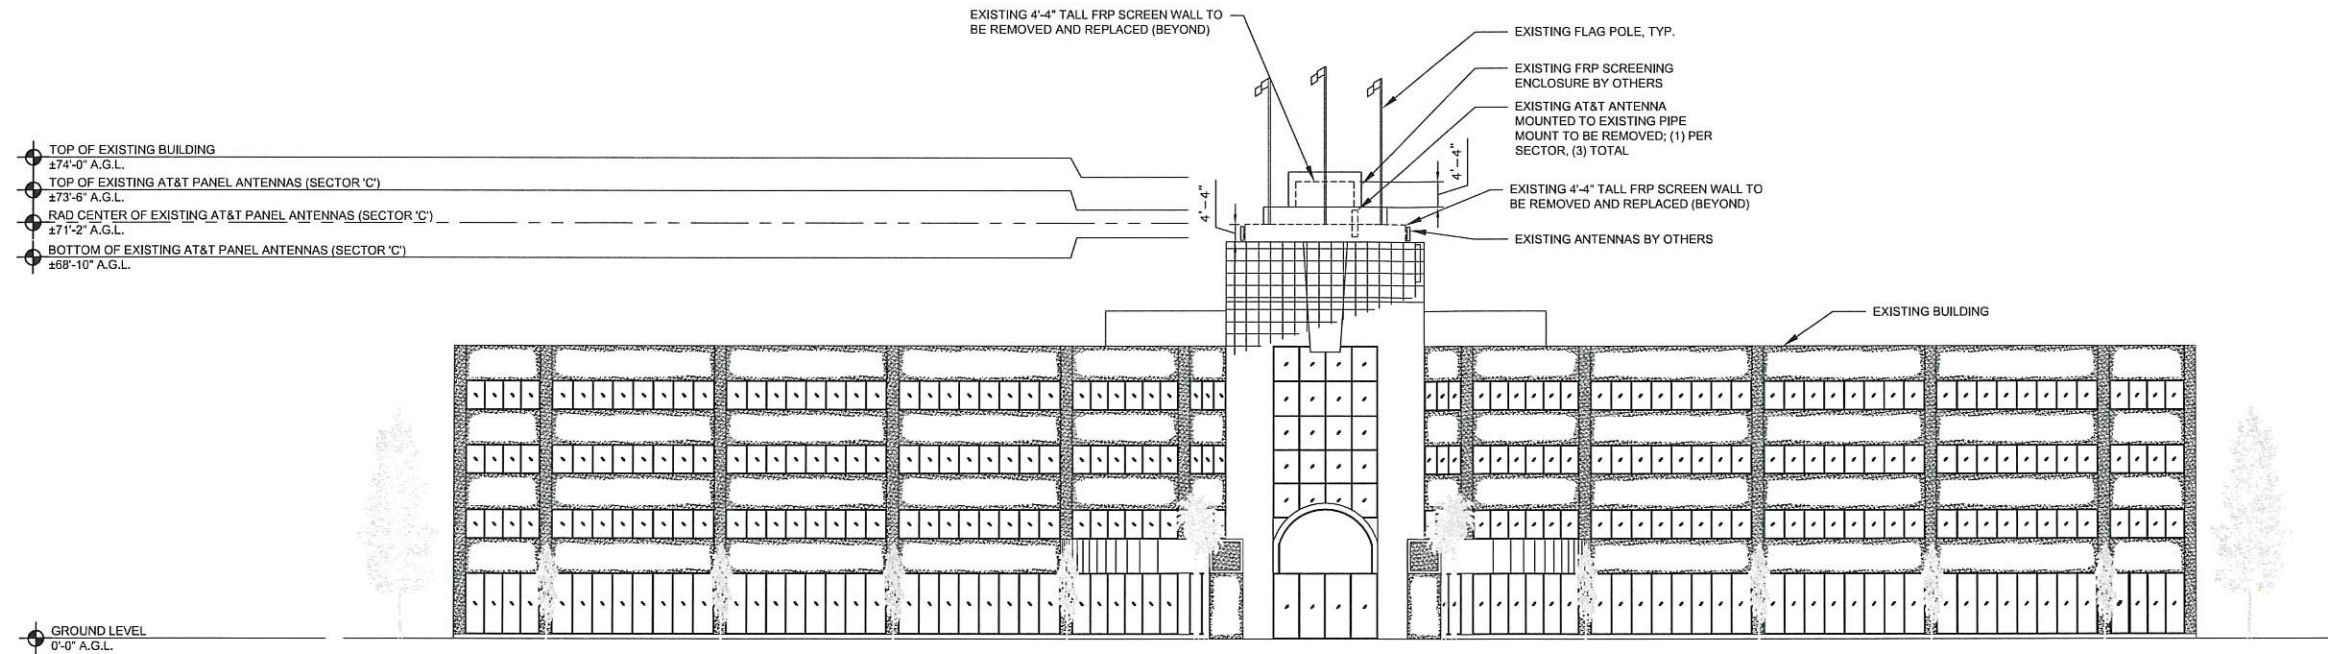 EXISTING 4'-4" TALL FRP SCREEN WALL TO
BE REMOVED AND REPLACED (BEYOND)
EXISTING FLAG POLE, TYP.
EXISTING FRP SCREENING
ENCLOSURE BY OTHERS
EXISTING AT&T ANTENNA
MOUNTED TO EXISTING PIPE
MOUNT TO BE REMOVED; (1) PER
SECTOR, (3) TOTAL
4'-4"
4'-4"
EXISTING 4'-4" TALL FRP SCREEN WALL TO
BE REMOVED AND REPLACED (BEYOND)
EXISTING ANTENNAS BY OTHERS
EXISTING BUILDING
TOP OF EXISTING BUILDING
±74'-0" A.G.L.
TOP OF EXISTING AT&T PANEL ANTENNAS (SECTOR 'C')
±73'-6" A.G.L.
RAD CENTER OF EXISTING AT&T PANEL ANTENNAS (SECTOR 'C')
±71'-2" A.G.L.
BOTTOM OF EXISTING AT&T PANEL ANTENNAS (SECTOR 'C')
±68'-10" A.G.L.
GROUND LEVEL
0'-0" A.G.L.